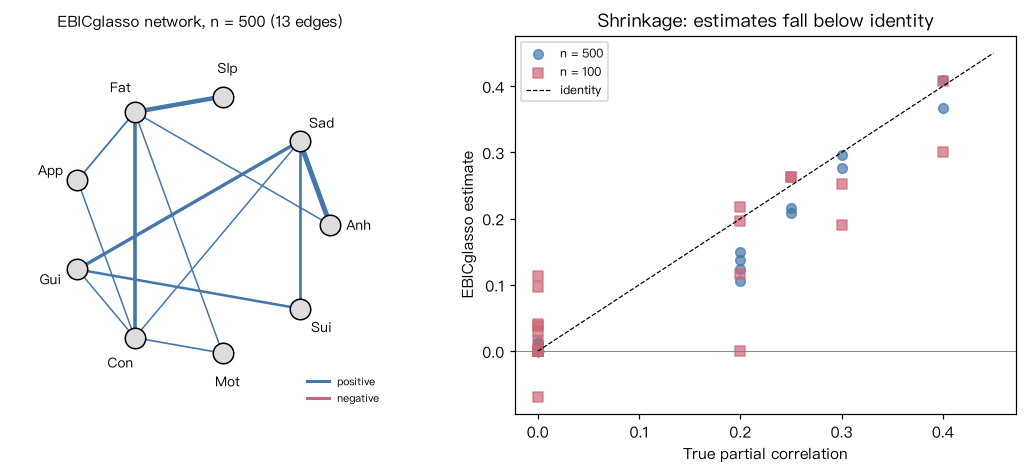 EBICglasso network, n = 500 (13 edges)
Slp
Fat
Sad
App
Anh
Gui
Sui
Con
Mot
positive
negative
Shrinkage: estimates fall below identity
n = 500
n = 100
identity
0.4
0.3
0.2
0.1
0.0
EBICglasso estimate
0.0 0.1 0.2 0.3 0.4
True partial correlation